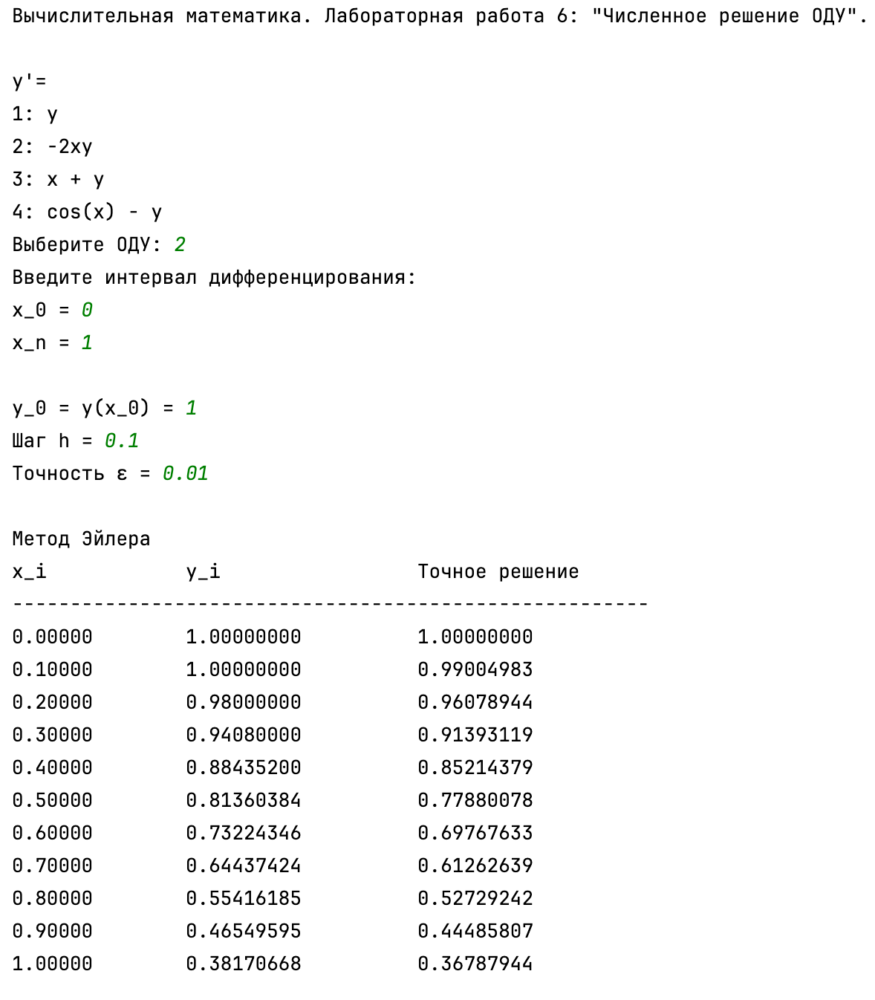 Вычислительная математика. Лабораторная работа 6: "Численное решение ОДУ".
y'=
1: y
2: -2xy
3: x + y
4: cos(x) - y
Выберите ОДУ: 2
Введите интервал дифференцирования:
x_0 = 0
x_n = 1
y_0 = y(x_0) = 1
Шаг h = 0.1
Точность ε = 0.01
Метод Эйлера
x_i y_i Точное решение
-------------------------------------------------------
0.00000 1.00000000 1.00000000
0.10000 1.00000000 0.99004983
0.20000 0.98000000 0.96078944
0.30000 0.94080000 0.91393119
0.40000 0.88435200 0.85214379
0.50000 0.81360384 0.77880078
0.60000 0.73224346 0.69767633
0.70000 0.64437424 0.61262639
0.80000 0.55416185 0.52729242
0.90000 0.46549595 0.44485807
1.00000 0.38170668 0.36787944